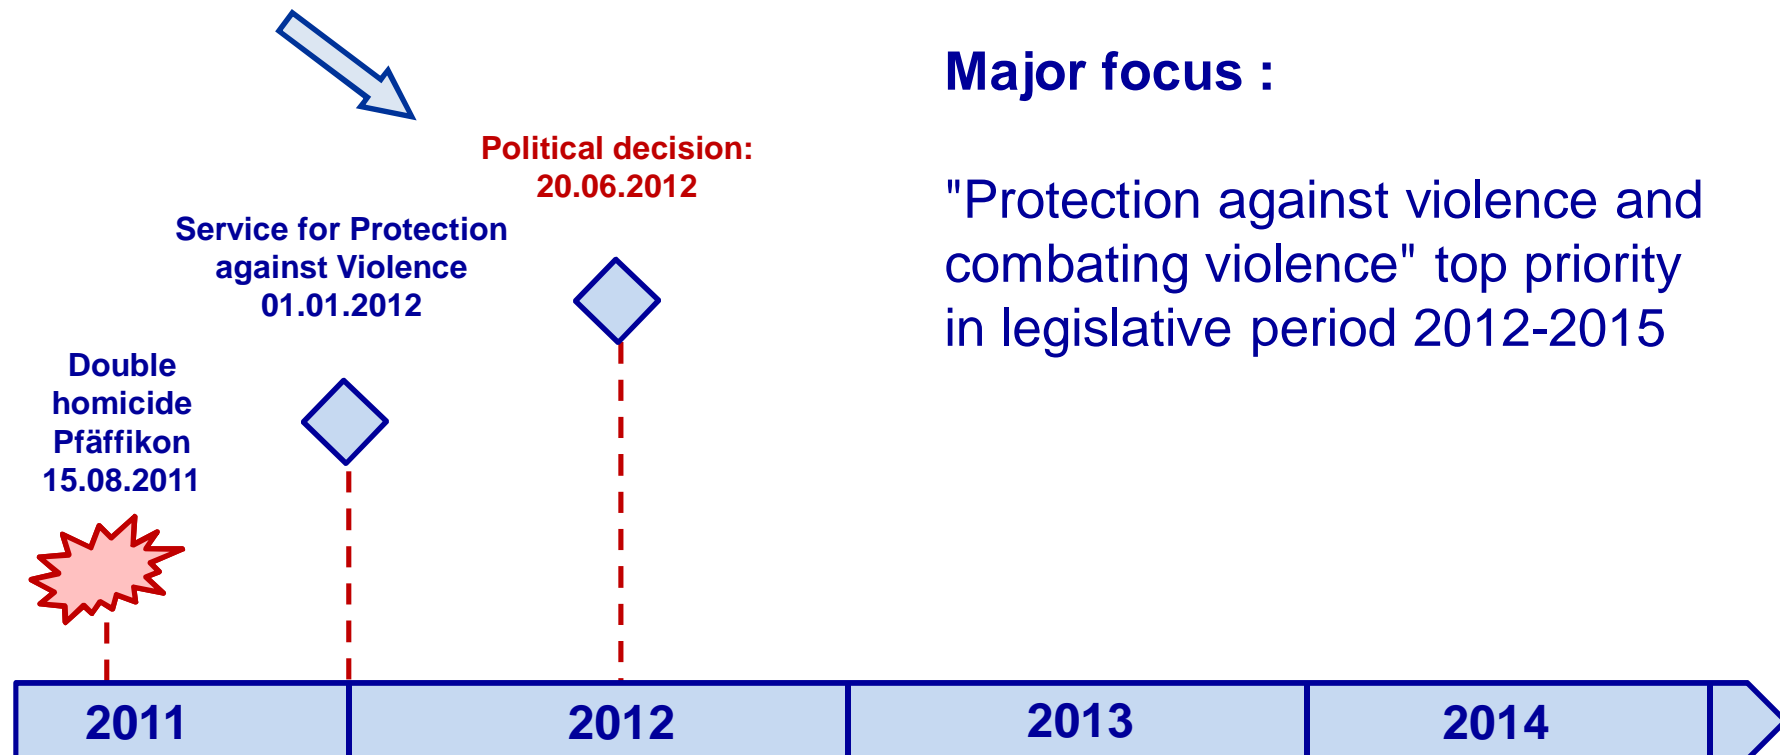 Major focus :
"Protection against violence and
combating violence" top priority
in legislative period 2012-2015
Political decision:
20.06.2012
Service for Protection
against Violence
01.01.2012
Double
homicide
Pfäffikon
15.08.2011
2011
2012
2013
2014